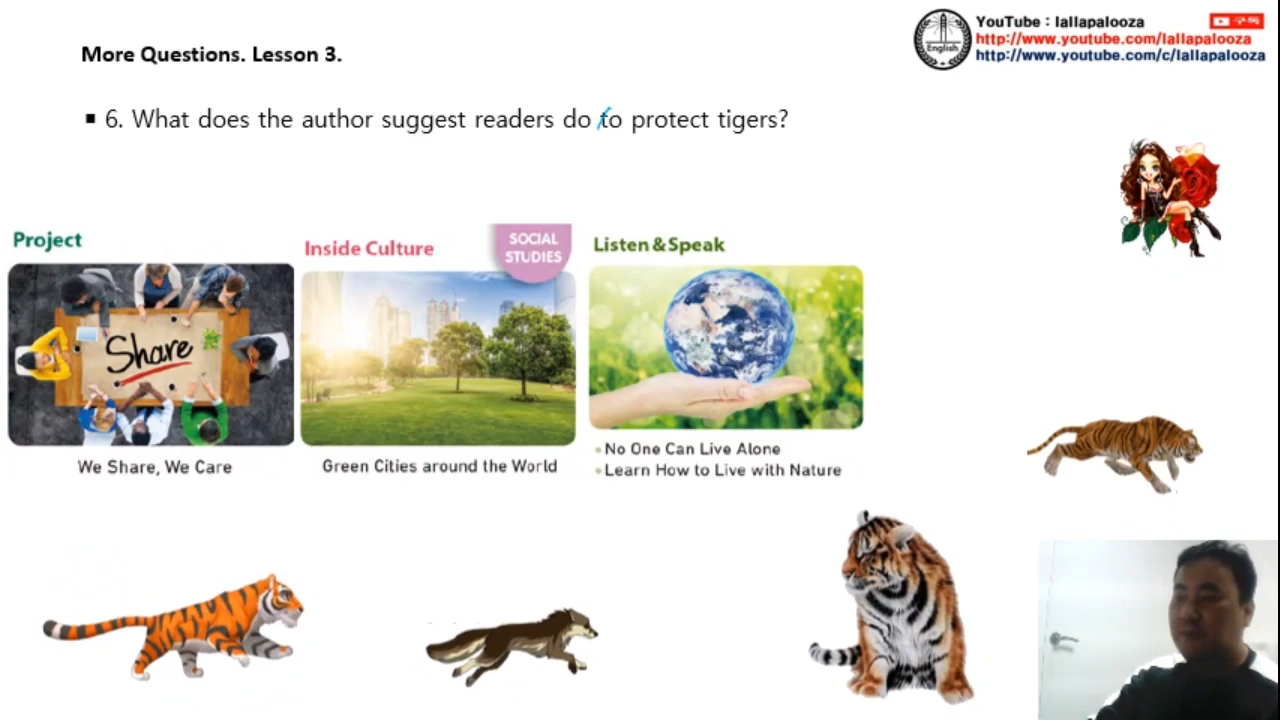 YouTube : lallapalooza
http://www.youtube.com/lallapalooza
http://www.youtube.com/c/lallapalooza
English
More Questions. Lesson 3.
▪ 6. What does the author suggest readers do to protect tigers?
Project
Share
We Share, We Care
Inside Culture
SOCIAL
STUDIES
Green Cities around the World
Listen & Speak
• No One Can Live Alone
• Learn How to Live with Nature